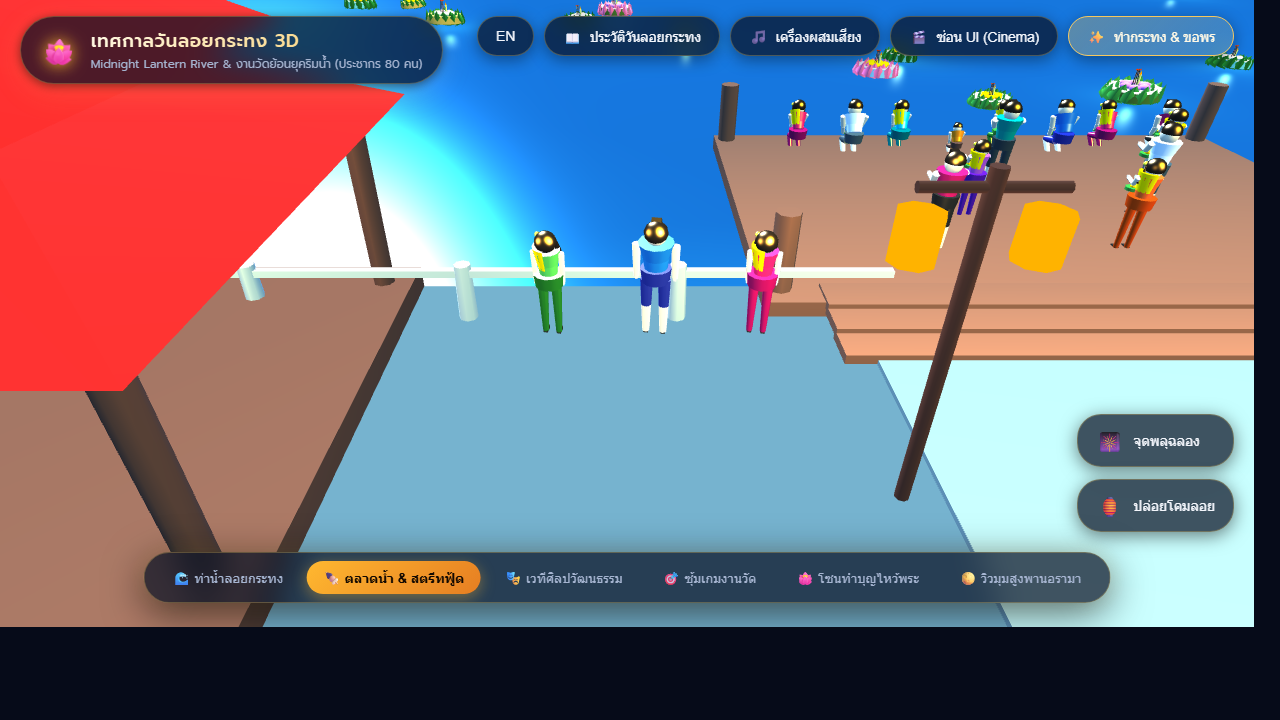 เทศกาลวันลอยกระทง 3D
Midnight Lantern River & งานวัดย้อนยุคริมน้ำ (ประชากร 80 คน)
EN
ประวัติวันลอยกระทง
เครื่องผสมเสียง
ซ่อน UI (Cinema)
ทำกระทง & ขอพร
จุดพลุฉลอง
ปล่อยโคมลอย
ท่าน้ำลอยกระทง
ตลาดน้ำ & สตรีทฟู้ด
เวทีศิลปวัฒนธรรม
ซุ้มเกมงานวัด
โซนทำบุญไหว้พระ
วิวมุมสูงพานอรามา